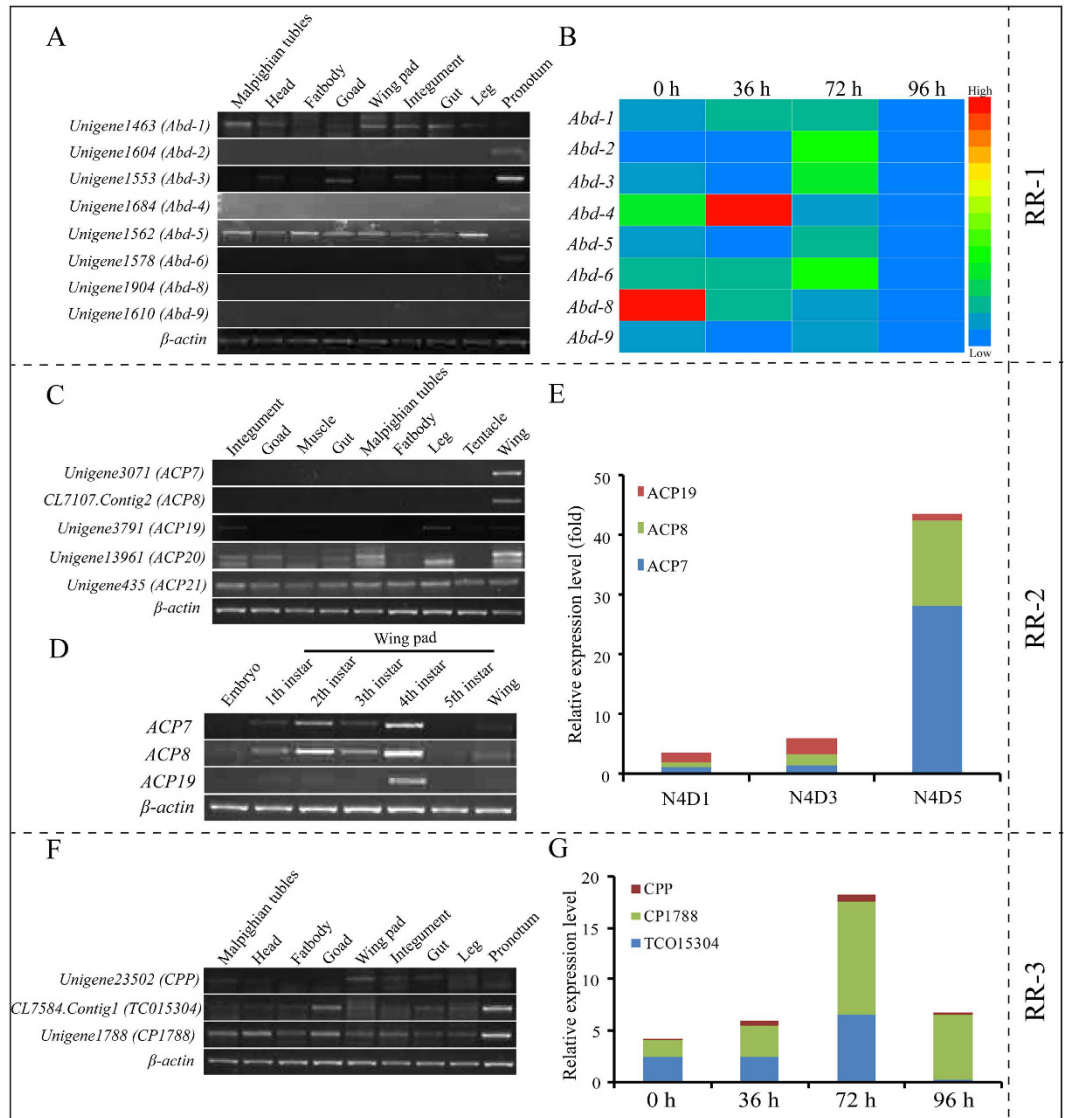 A
Malpighian tubles
Head
Fatbody
Goad
Wing pad
Integument
Gut
Leg
Pronotum
Unigene1463 (Abd-1)
Unigene1604 (Abd-2)
Unigene1553 (Abd-3)
Unigene1684 (Abd-4)
Unigene1562 (Abd-5)
Unigene1578 (Abd-6)
Unigene1904 (Abd-8)
Unigene1610 (Abd-9)
β-actin
B
0 h 36 h 72 h 96 h
High
Abd-1
Abd-2
Abd-3
Abd-4
Abd-5
Abd-6
Abd-8
Abd-9
Low
RR-1
C
Integument
Goad
Muscle
Gut
Malpighian tubles
Fatbody
Leg
Tentacle
Wing
Unigene3071 (ACP7)
CL7107.Contig2 (ACP8)
Unigene3791 (ACP19)
Unigene13961 (ACP20)
Unigene435 (ACP21)
β-actin
D
Wing pad
Embryo
1th instar
2th instar
3th instar
4th instar
5th instar
Wing
ACP7
ACP8
ACP19
β-actin
E
Relative expression level (fold)
50
40
30
20
10
0
ACP19
ACP8
ACP7
N4D1 N4D3 N4D5
RR-2
F
Malpighian tubles
Head
Fatbody
Goad
Wing pad
Integument
Gut
Leg
Pronotum
Unigene23502 (CPP)
CL7584.Contig1 (TC015304)
Unigene1788 (CP1788)
β-actin
G
Relative expression level
20
15
10
5
0
CPP
CP1788
TCO15304
0 h 36 h 72 h 96 h
RR-3